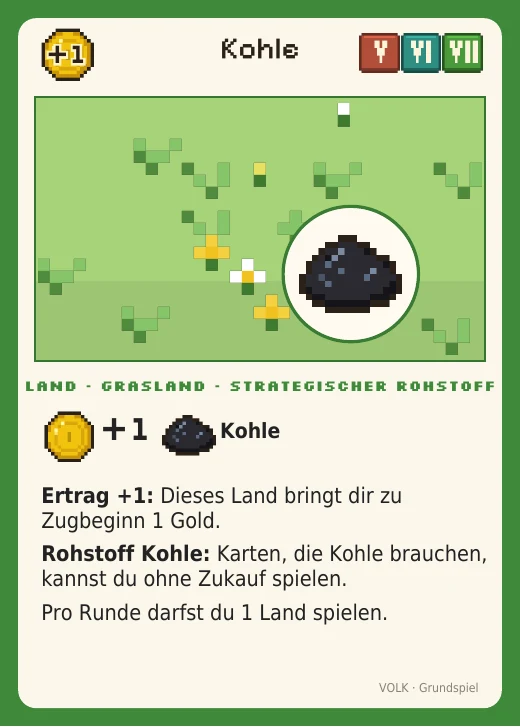 +1 Kohle V VI VII
LAND · GRASLAND · STRATEGISCHER ROHSTOFF
+1 Kohle
Ertrag +1: Dieses Land bringt dir zu
Zugbeginn 1 Gold.
Rohstoff Kohle: Karten, die Kohle brauchen,
kannst du ohne Zukauf spielen.
Pro Runde darfst du 1 Land spielen.
VOLK · Grundspiel